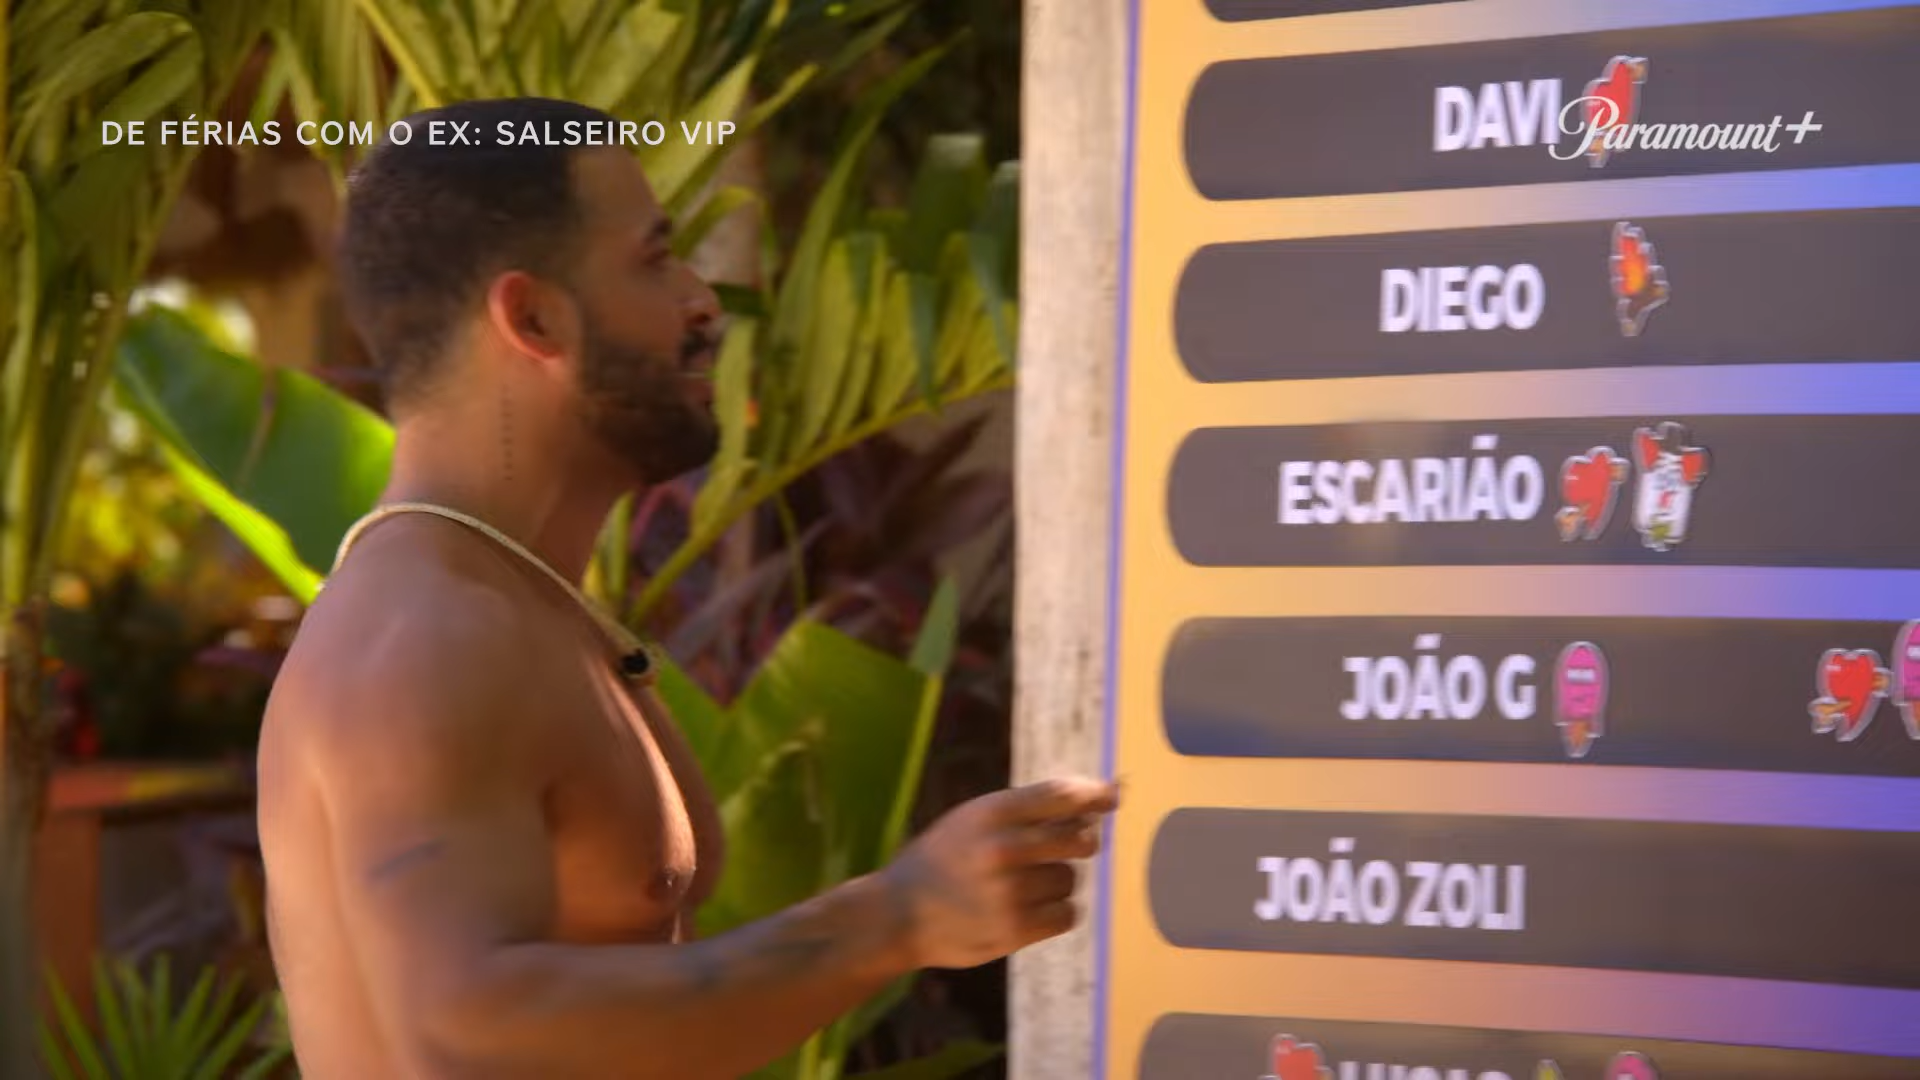 DE FÉRIAS COM O EX: SALSEIRO VIP
Paramount+
DAVI
DIEGO
ESCARIÃO
JOÃO G
JOÃO ZOLI